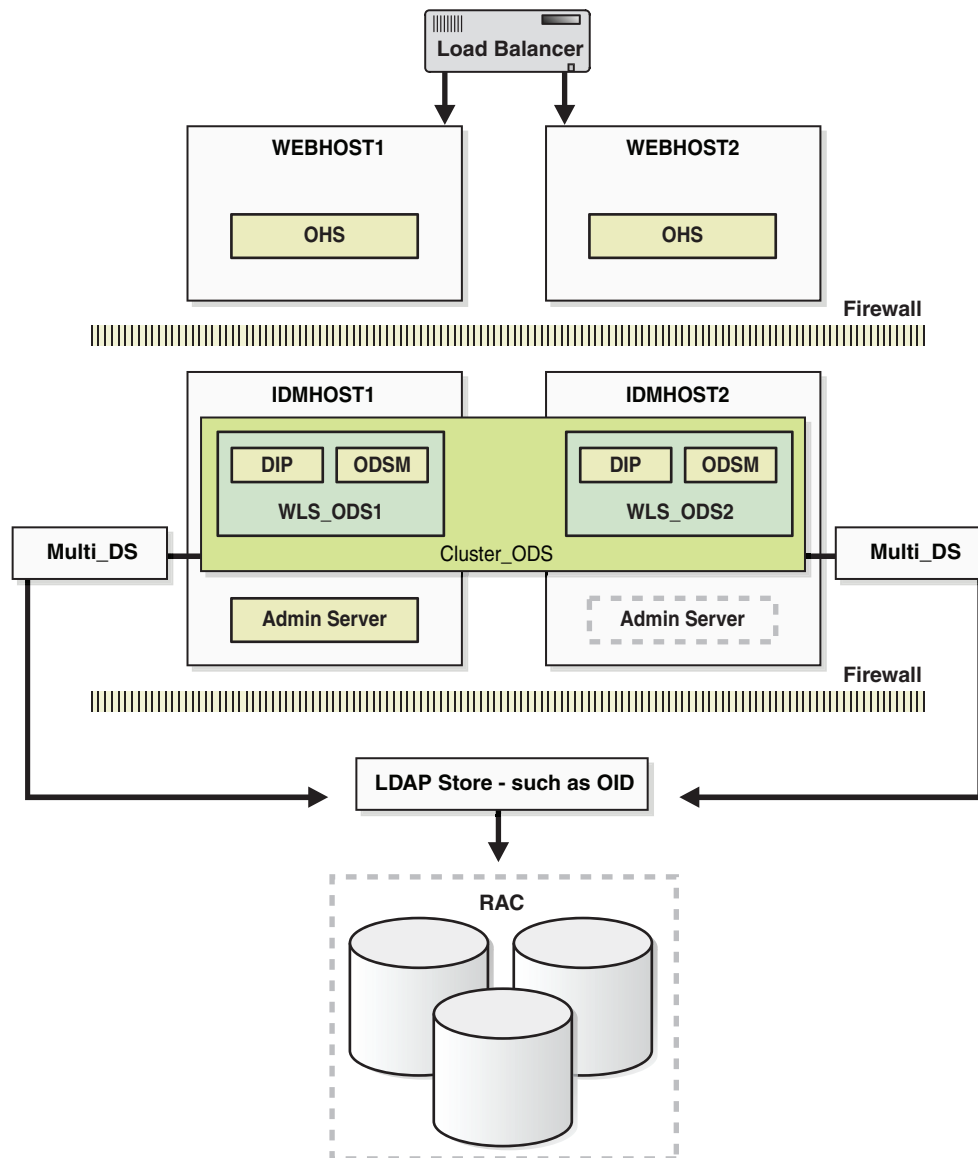 Load Balancer
WEBHOST1
WEBHOST2
OHS
OHS
Firewall
IDMHOST1
IDMHOST2
DIP
ODSM
DIP
ODSM
WLS_ODS1
WLS_ODS2
Multi_DS
Cluster_ODS
Multi_DS
Admin Server
Admin Server
Firewall
LDAP Store - such as OID
RAC